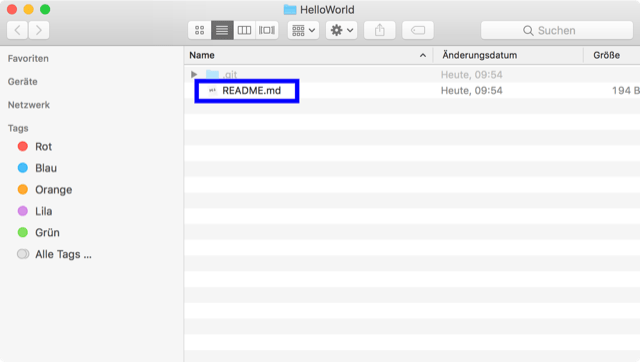 HelloWorld
Suchen
Name Änderungsdatum Größe
Favoriten
Geräte
Netzwerk
Tags
Rot
Blau
Orange
Lila
Grün
Alle Tags ...
.git Heute, 09:54
README.md Heute, 09:54 194 B